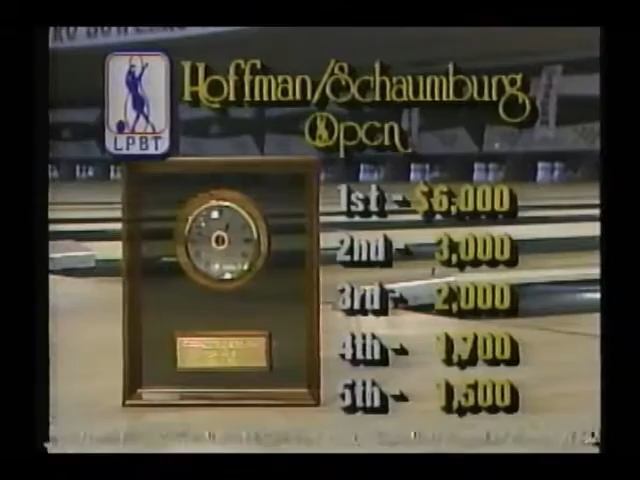 LPBT
Hoffman/Schaumburg
Open
1st - $6,000
2nd - 3,000
3rd - 2,000
4th - 1,700
5th - 1,500